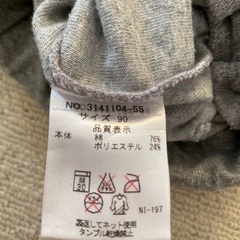 NO. 3141104-55
サイズ 90
品質表示
本体 綿 76%
ポリエステル 24%
30
裏返してネット使用
タンブル乾燥禁止
N1-197